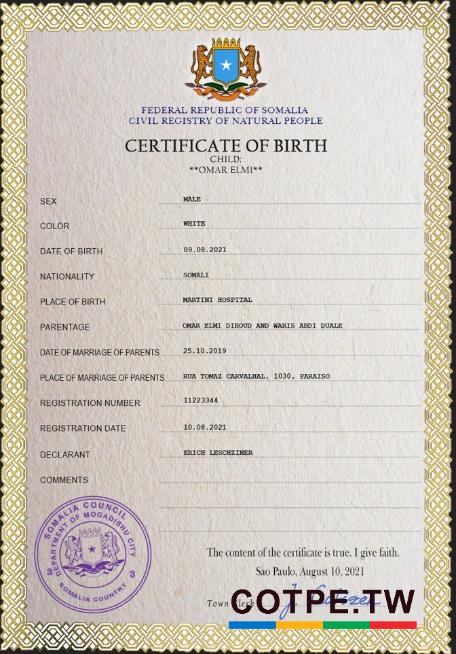 FEDERAL REPUBLIC OF SOMALIA
CIVIL REGISTRY OF NATURAL PEOPLE
CERTIFICATE OF BIRTH
CHILD:
**OMAR ELMI**
SEX MALE
COLOR WHITE
DATE OF BIRTH 09.08.2021
NATIONALITY SOMALI
PLACE OF BIRTH MARTINI HOSPITAL
PARENTAGE OMAR ELMI DIHOUD AND WARIS ABDI DUALE
DATE OF MARRIAGE OF PARENTS 25.10.2019
PLACE OF MARRIAGE OF PARENTS RUA TOMAZ CARVALHAL, 1030, PARAISO
REGISTRATION NUMBER 11223344
REGISTRATION DATE 10.08.2021
DECLARANT ERICH LESCHZINER
COMMENTS
SOMALIA COUNCIL
DEPARTMENT OF MOGADISHU CITY
3 3
SOMALIA COUNTRY
The content of the certificate is true. I give faith.
Sao Paulo, August 10, 2021
Town Clerk
COTPE.TW